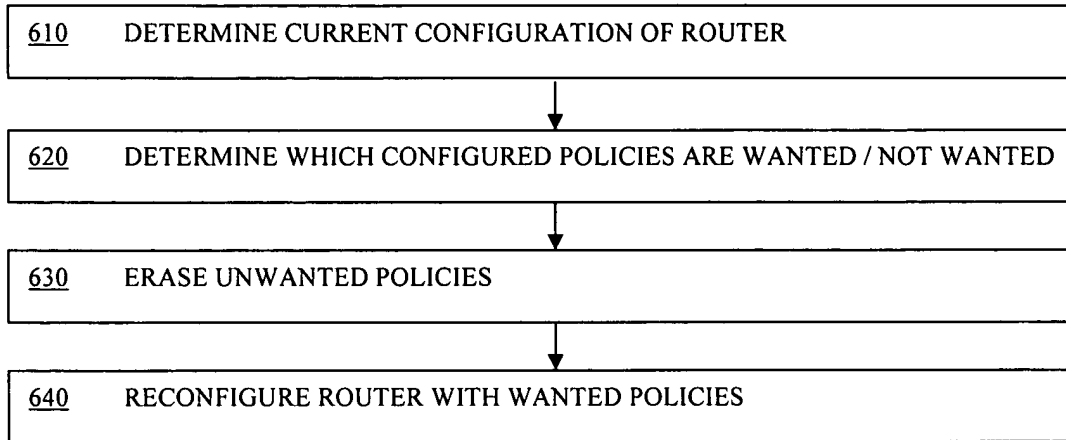 610 DETERMINE CURRENT CONFIGURATION OF ROUTER
620 DETERMINE WHICH CONFIGURED POLICIES ARE WANTED / NOT WANTED
630 ERASE UNWANTED POLICIES
640 RECONFIGURE ROUTER WITH WANTED POLICIES